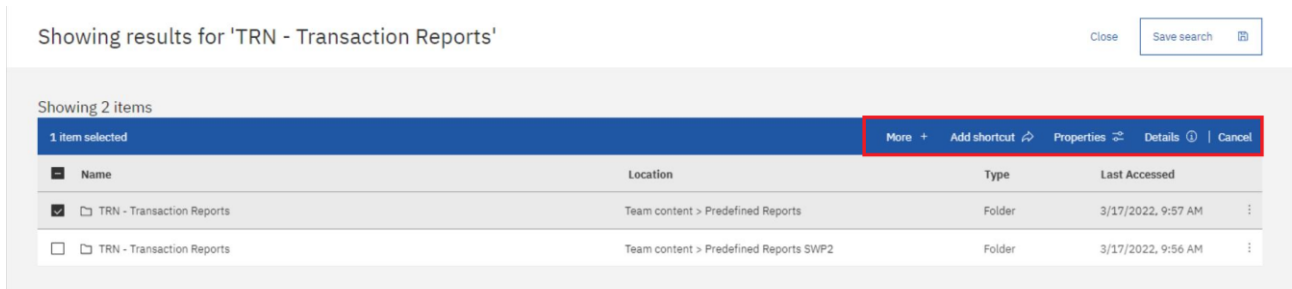 Showing results for 'TRN - Transaction Reports'
Close
Save search
Showing 2 items
1 item selected
More + Add shortcut Properties Details | Cancel
Name Location Type Last Accessed
TRN - Transaction Reports Team content > Predefined Reports Folder 3/17/2022, 9:57 AM
TRN - Transaction Reports Team content > Predefined Reports SWP2 Folder 3/17/2022, 9:56 AM